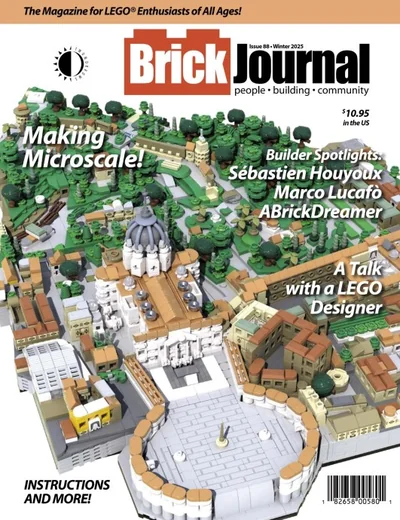 The Magazine for LEGO® Enthusiasts of All Ages!
Issue 88 • Winter 2025
BrickJournal
people • building • community
$10.95
in the US
Making
Microscale!
Builder Spotlights:
Sébastien Houyoux
Marco Lucafò
ABrickDreamer
A Talk
with a LEGO
Designer
INSTRUCTIONS
AND MORE!
1 82658 00580 1